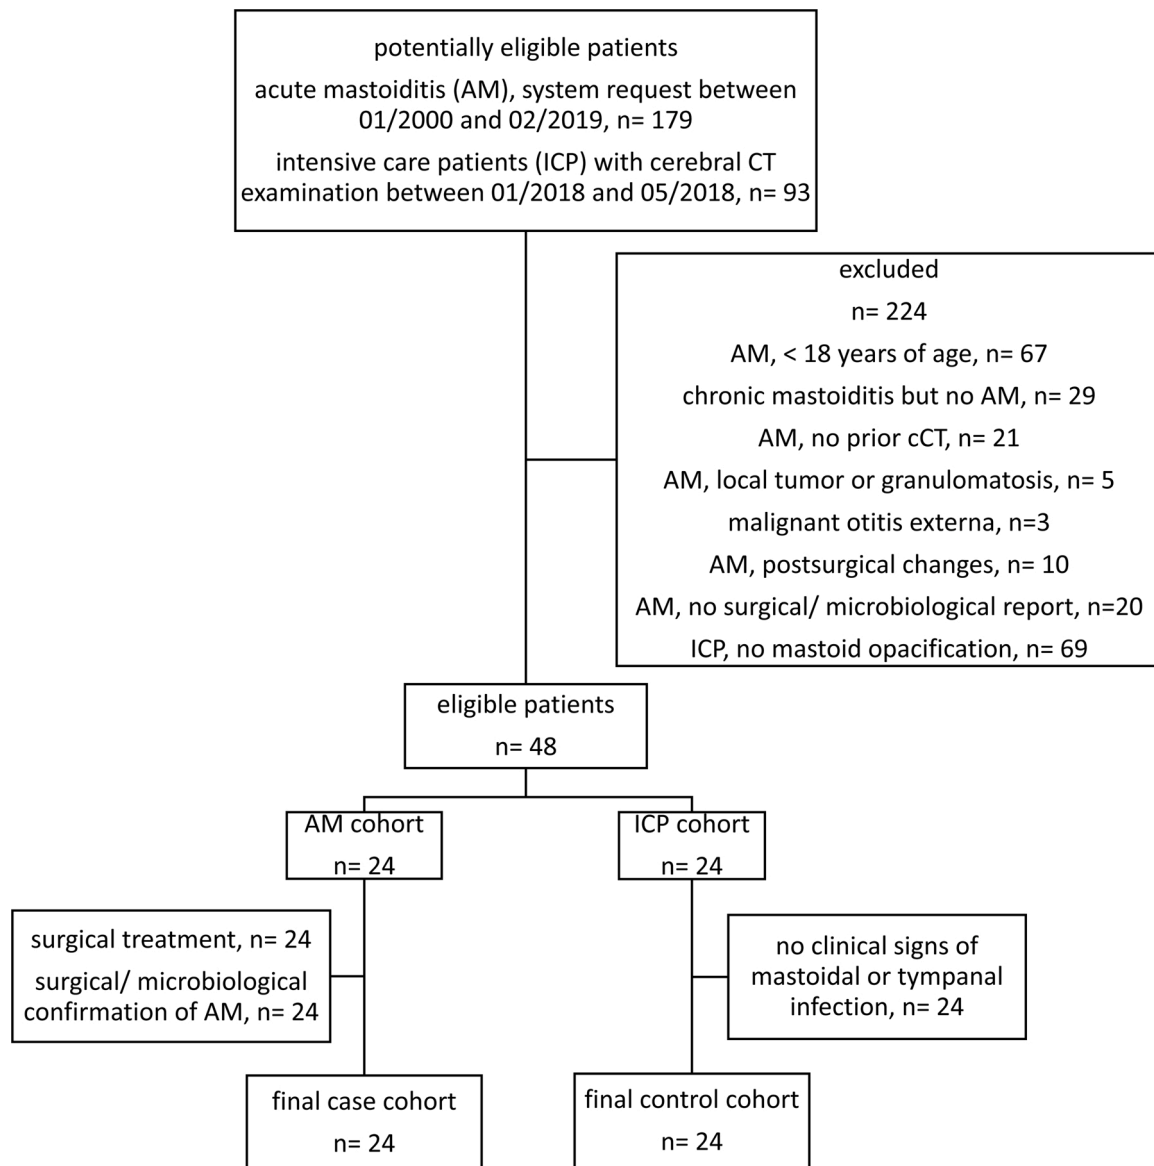 potentially eligible patients
acute mastoiditis (AM), system request between
01/2000 and 02/2019, n= 179
intensive care patients (ICP) with cerebral CT
examination between 01/2018 and 05/2018, n= 93
excluded
n= 224
AM, < 18 years of age, n= 67
chronic mastoiditis but no AM, n= 29
AM, no prior cCT, n= 21
AM, local tumor or granulomatosis, n= 5
malignant otitis externa, n=3
AM, postsurgical changes, n= 10
AM, no surgical/ microbiological report, n=20
ICP, no mastoid opacification, n= 69
eligible patients
n= 48
AM cohort
n= 24
ICP cohort
n= 24
surgical treatment, n= 24
surgical/ microbiological
confirmation of AM, n= 24
no clinical signs of
mastoidal or tympanal
infection, n= 24
final case cohort
n= 24
final control cohort
n= 24